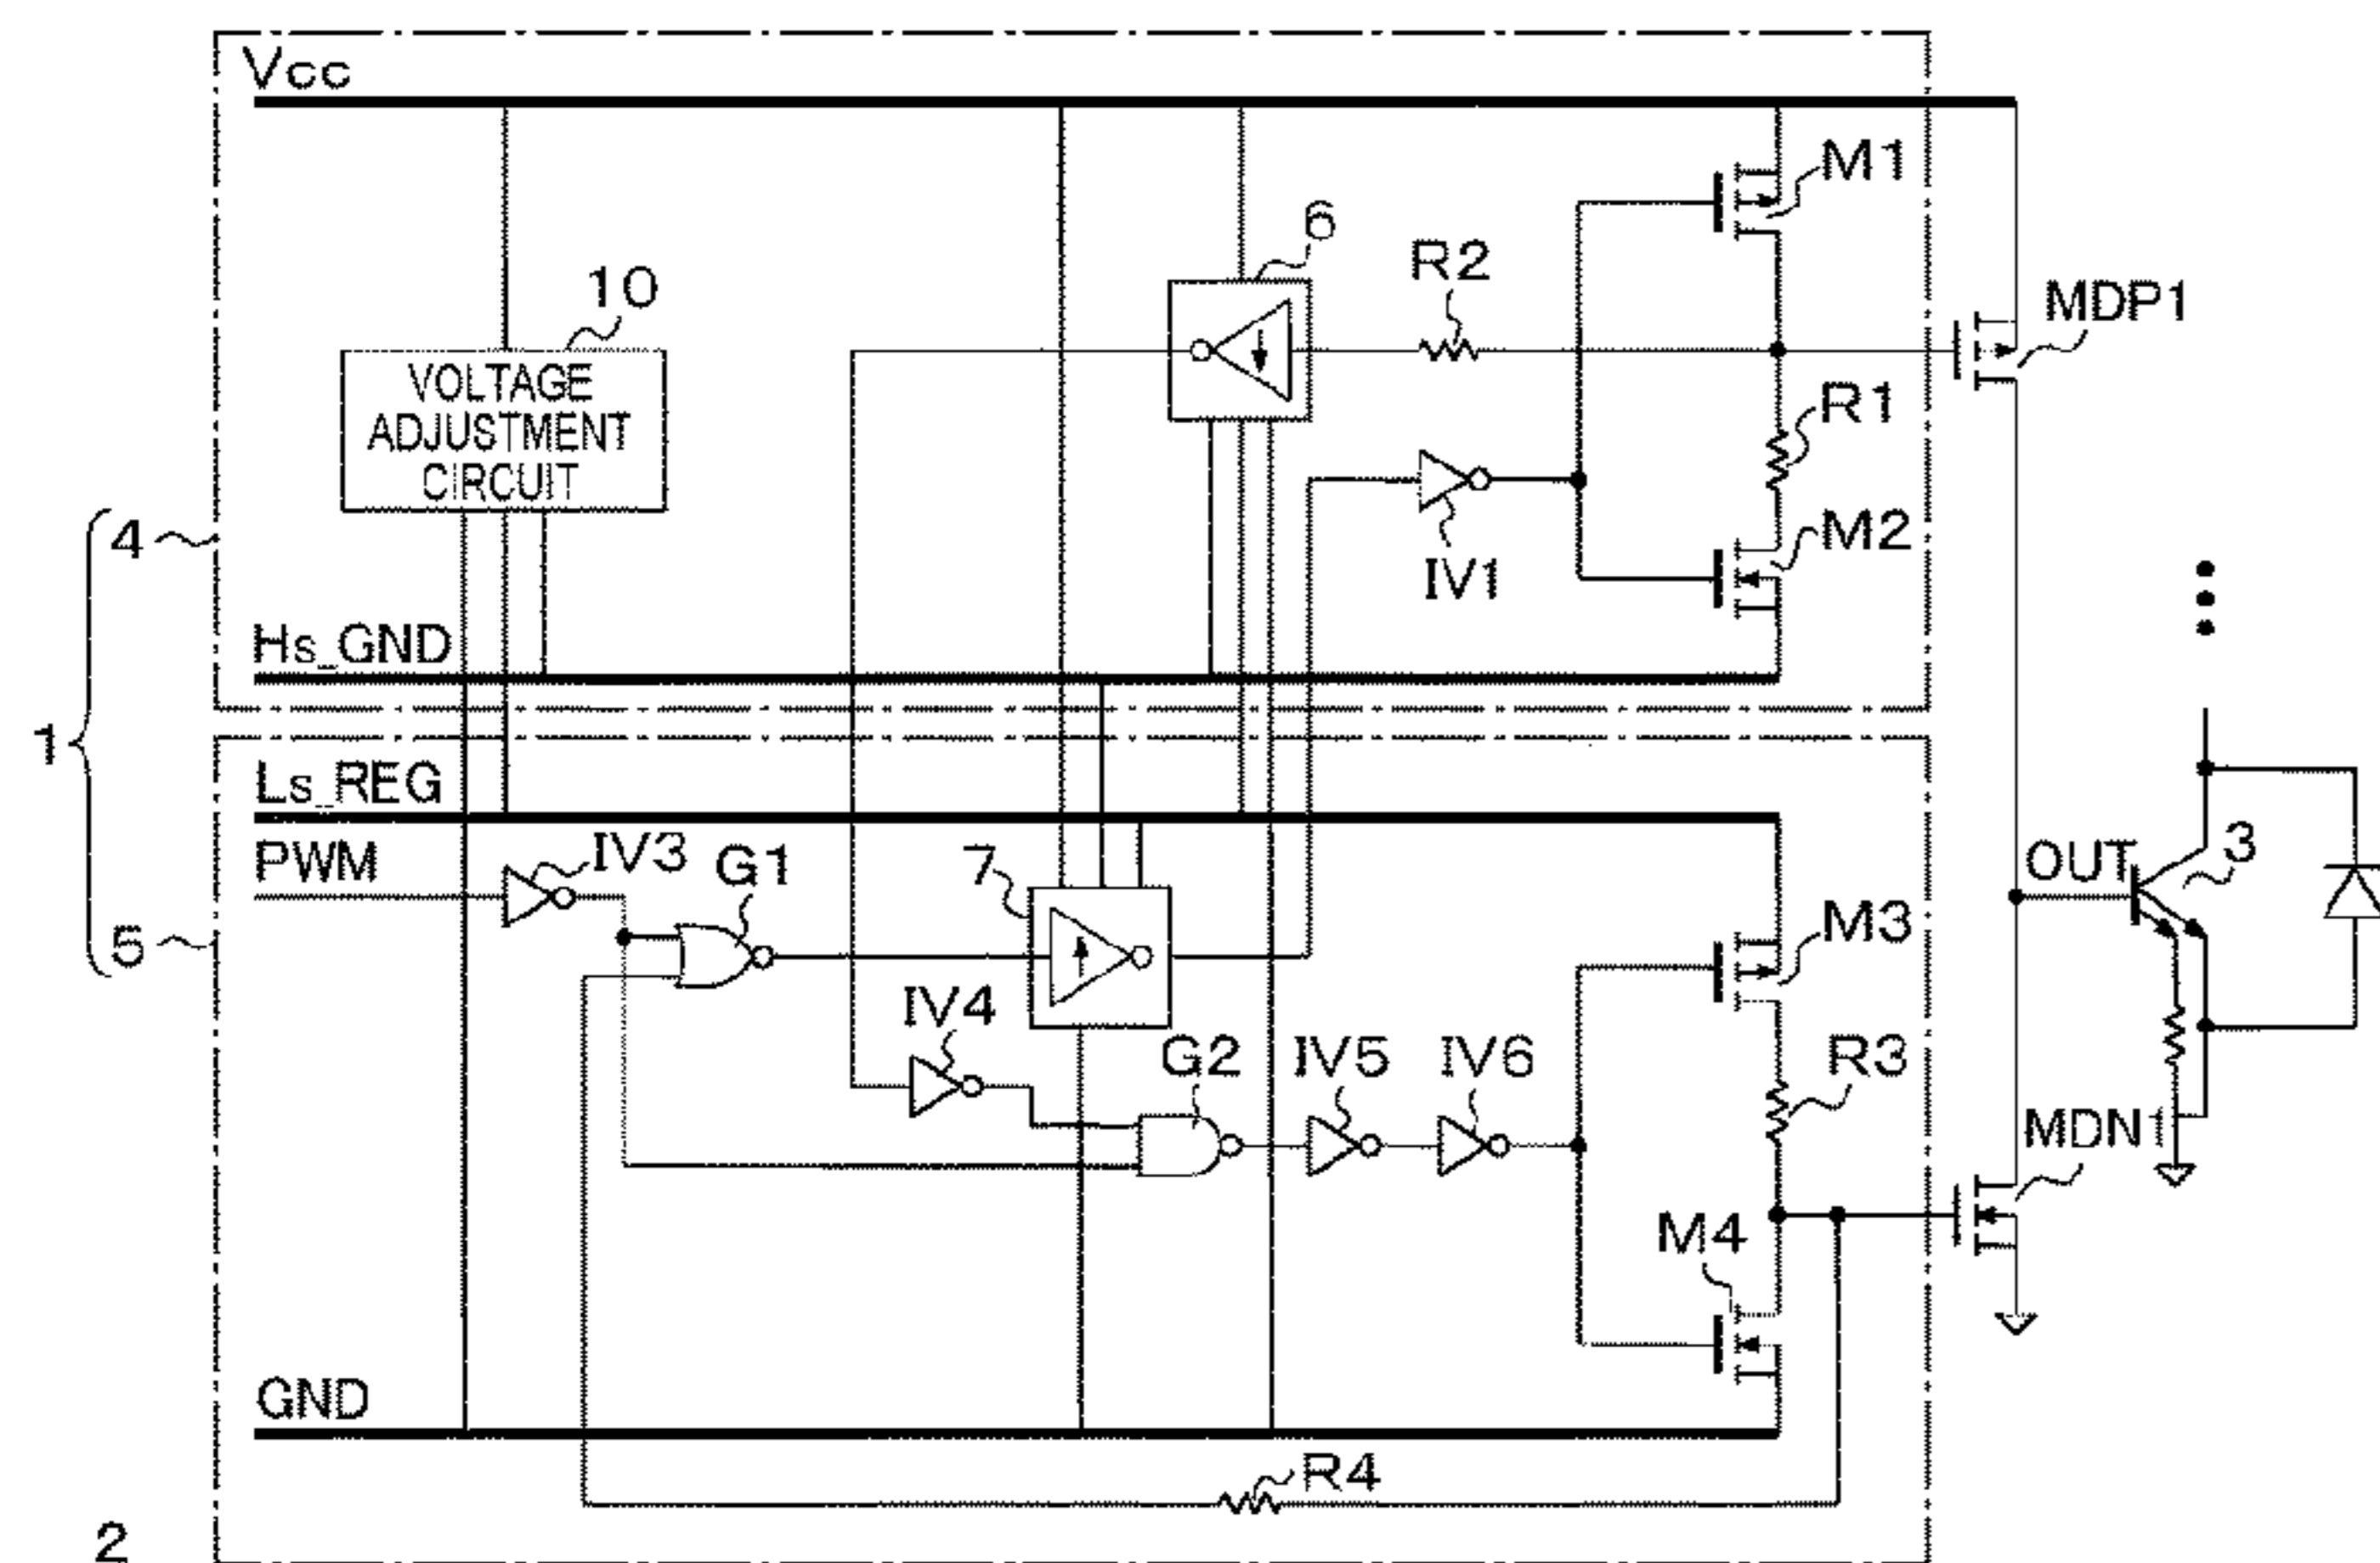 Vcc
M1
6
R2
MDP1
10
VOLTAGE
ADJUSTMENT
CIRCUIT
R1
4
M2
IV1
Hs_GND
1
Ls_REG
PWM
IV3
G1
7
OUT
3
M3
5
IV4
G2
IV5
IV6
R3
MDN1
M4
GND
R4
2